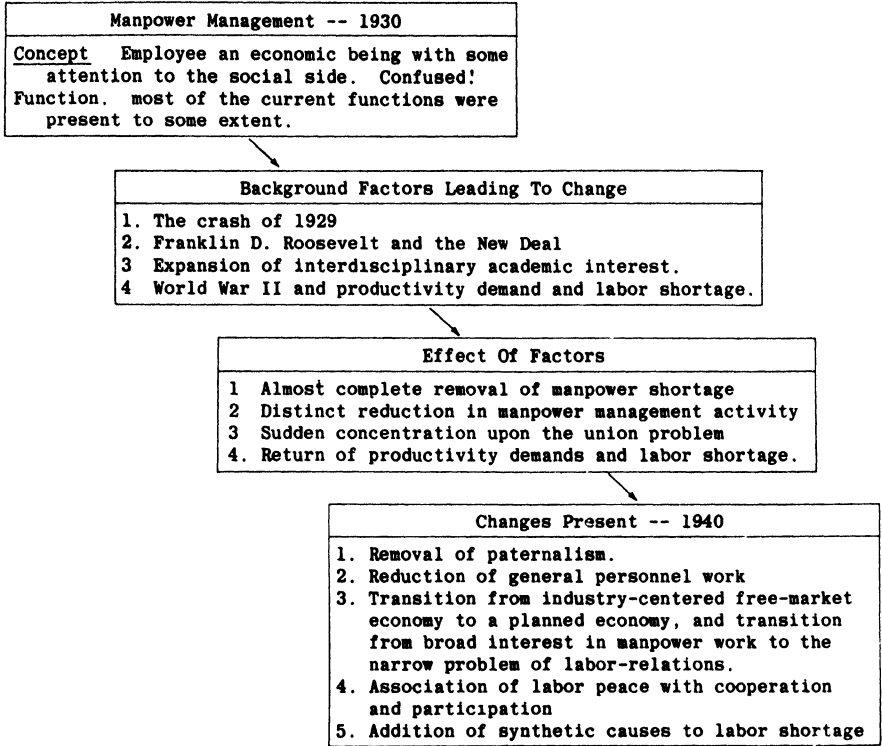 Manpower Management -- 1930
Concept Employee an economic being with some
attention to the social side. Confused!
Function. most of the current functions were
present to some extent.
Background Factors Leading To Change
1. The crash of 1929
2. Franklin D. Roosevelt and the New Deal
3 Expansion of interdisciplinary academic interest.
4 World War II and productivity demand and labor shortage.
Effect Of Factors
1 Almost complete removal of manpower shortage
2 Distinct reduction in manpower management activity
3 Sudden concentration upon the union problem
4. Return of productivity demands and labor shortage.
Changes Present -- 1940
1. Removal of paternalism.
2. Reduction of general personnel work
3. Transition from industry-centered free-market
economy to a planned economy, and transition
from broad interest in manpower work to the
narrow problem of labor-relations.
4. Association of labor peace with cooperation
and participation
5. Addition of synthetic causes to labor shortage